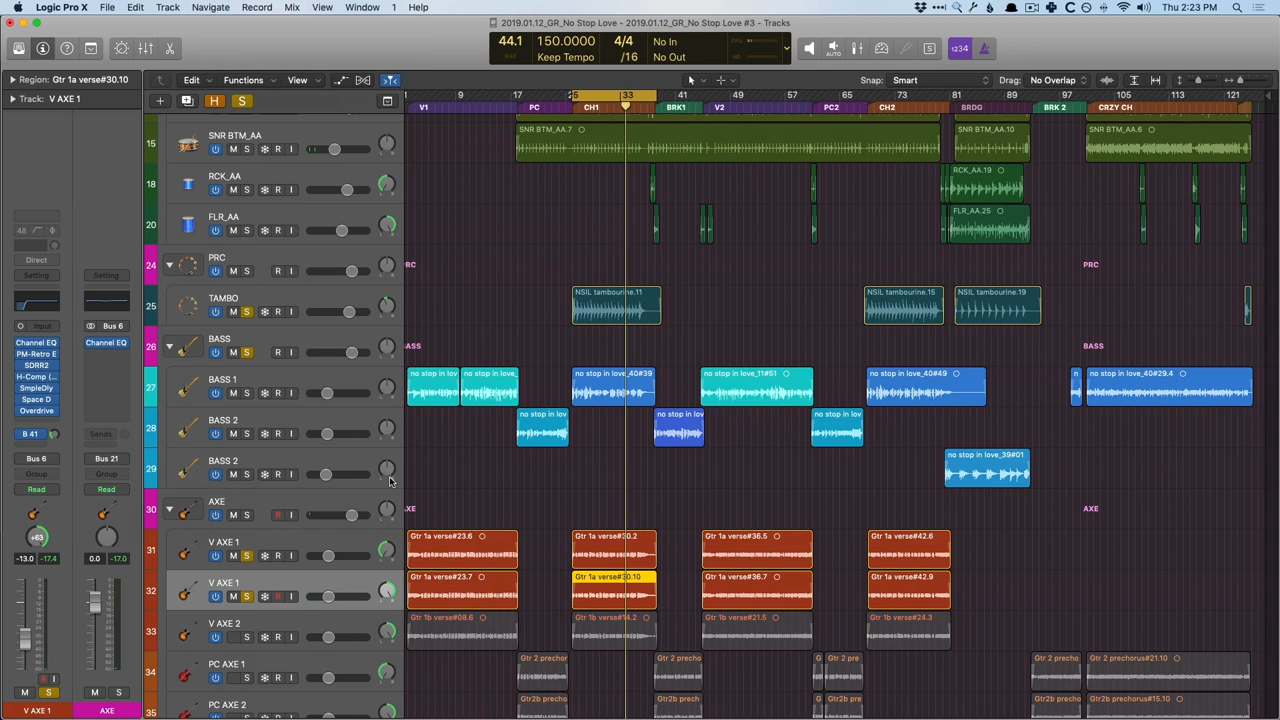 Logic Pro X File Edit Track Navigate Record Mix View Window 1 Help
Thu 2:23 PM
2019.01.12_GR_No Stop Love - 2019.01.12_GR_No Stop Love #3 - Tracks
44.1 150.0000 4/4 No In
KHZ Keep Tempo /16 No Out
CPU
HD
AUTO
S
1234
Region: Gtr 1a verse#30.10
Edit Functions View
Snap: Smart
Drag: No Overlap
Track: V AXE 1
H S
1 9 17 25 33 41 49 57 65 73 81 89 97 105 113 121
V1 PC CH1 BRK1 V2 PC2 CH2 BRDG BRK 2 CRZY CH
15 SNR BTM_AA
M S R I
SNR BTM_AA.7
SNR BTM_AA.10
SNR BTM_AA.6
18 RCK_AA
M S R I
RCK_AA.19
20 FLR_AA
M S R I
FLR_AA.25
24 PRC
M S R I
PRC
25 TAMBO
M S R I
NSIL tambourine.11
NSIL tambourine.15
NSIL tambourine.19
26 BASS
M S R I
BASS
27 BASS 1
M S R I
no stop in lov
no stop in love_
no stop in love_40#39
no stop in love_11#51
no stop in love_40#49
n
no stop in love_40#29.4
28 BASS 2
M S R I
no stop in lov
no stop in lov
no stop in lov
29 BASS 2
M S R I
no stop in love_39#01
30 AXE
M S R I
AXE
31 V AXE 1
M S R I
Gtr 1a verse#23.6
Gtr 1a verse#30.2
Gtr 1a verse#36.5
Gtr 1a verse#42.6
32 V AXE 1
M S R I
Gtr 1a verse#23.7
Gtr 1a verse#30.10
Gtr 1a verse#36.7
Gtr 1a verse#42.9
33 V AXE 2
S R I
Gtr 1b verse#08.6
Gtr 1b verse#14.2
Gtr 1b verse#21.5
Gtr 1b verse#24.3
34 PC AXE 1
M S R I
Gtr 2 prechor
Gtr 2 prechor
G
Gtr 2 pre
Gtr 2 prechor
Gtr 2 prechorus#21.10
35 PC AXE 2
Gtr2b precho
Gtr2b precho
Gtr2b precho
Gtr2b prechorus#15.10
48
Direct
Setting Setting
Input Bus 6
Channel EQ Channel EQ
PM-Retro E
SDRR2
H-Comp (...
SmpleDly
Space D
Overdrive
B 41 Sends
Bus 6 Bus 21
Group Group
Read Read
+63
-13.0 -17.4 0.0 -17.0
R I
M S M S
V AXE 1 AXE